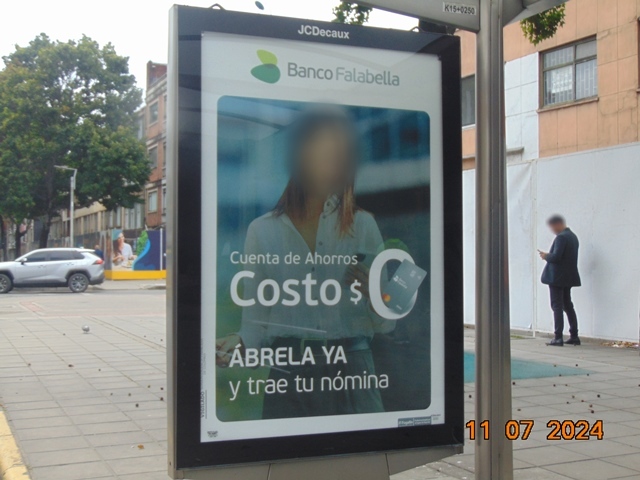 K15+0250
JCDecaux
Banco Falabella
Cuenta de Ahorros
Costo $0
ÁBRELA YA
y trae tu nómina
11 07 2024